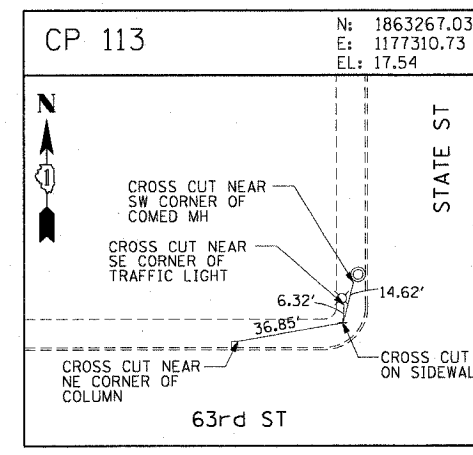 CP 113
N: 1863267.03
E: 1177310.73
EL: 17.54
N
1
STATE ST
CROSS CUT NEAR
SW CORNER OF
COMED MH
CROSS CUT NEAR
SE CORNER OF
TRAFFIC LIGHT
6.32'
14.62'
36.85'
CROSS CUT NEAR
NE CORNER OF
COLUMN
CROSS CUT
ON SIDEWAL
63rd ST